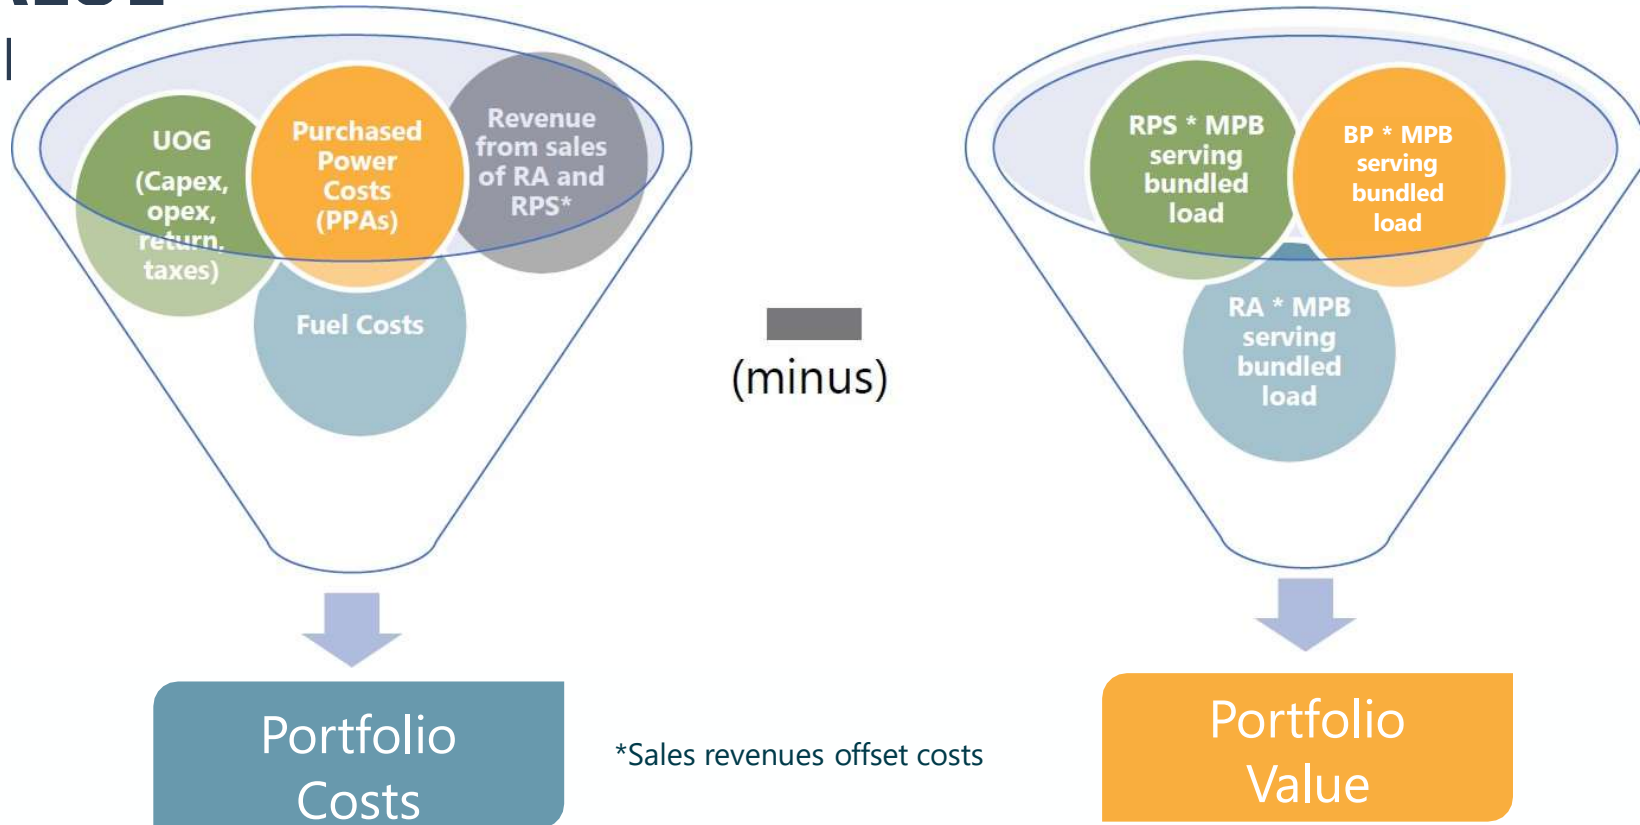 UOG
(Capex,
opex,
return,
taxes)
Purchased
Power
Costs
(PPAs)
Revenue
from sales
of RA and
RPS*
Fuel Costs
(minus)
RPS * MPB
serving
bundled
load
BP * MPB
serving
bundled
load
RA * MPB
serving
bundled
load
Portfolio
Costs
*Sales revenues offset costs
Portfolio
Value